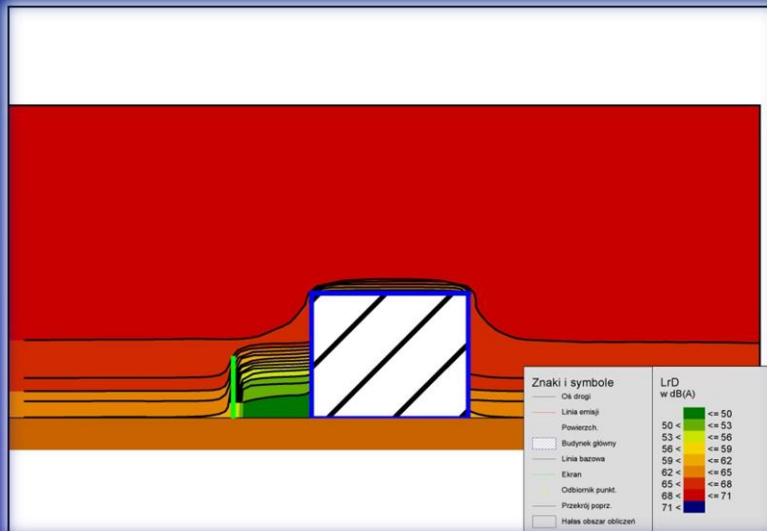 Znaki i symbole
Oś drogi
Linia emisji
Powierzch.
Budynek główny
Linia bazowa
Ekran
Odbiornik punkt.
Przekrój poprz.
Hałas obszar obliczeń
LrD
w dB(A)
<= 50
50 < <= 53
53 < <= 56
56 < <= 59
59 < <= 62
62 < <= 65
65 < <= 68
68 < <= 71
71 <